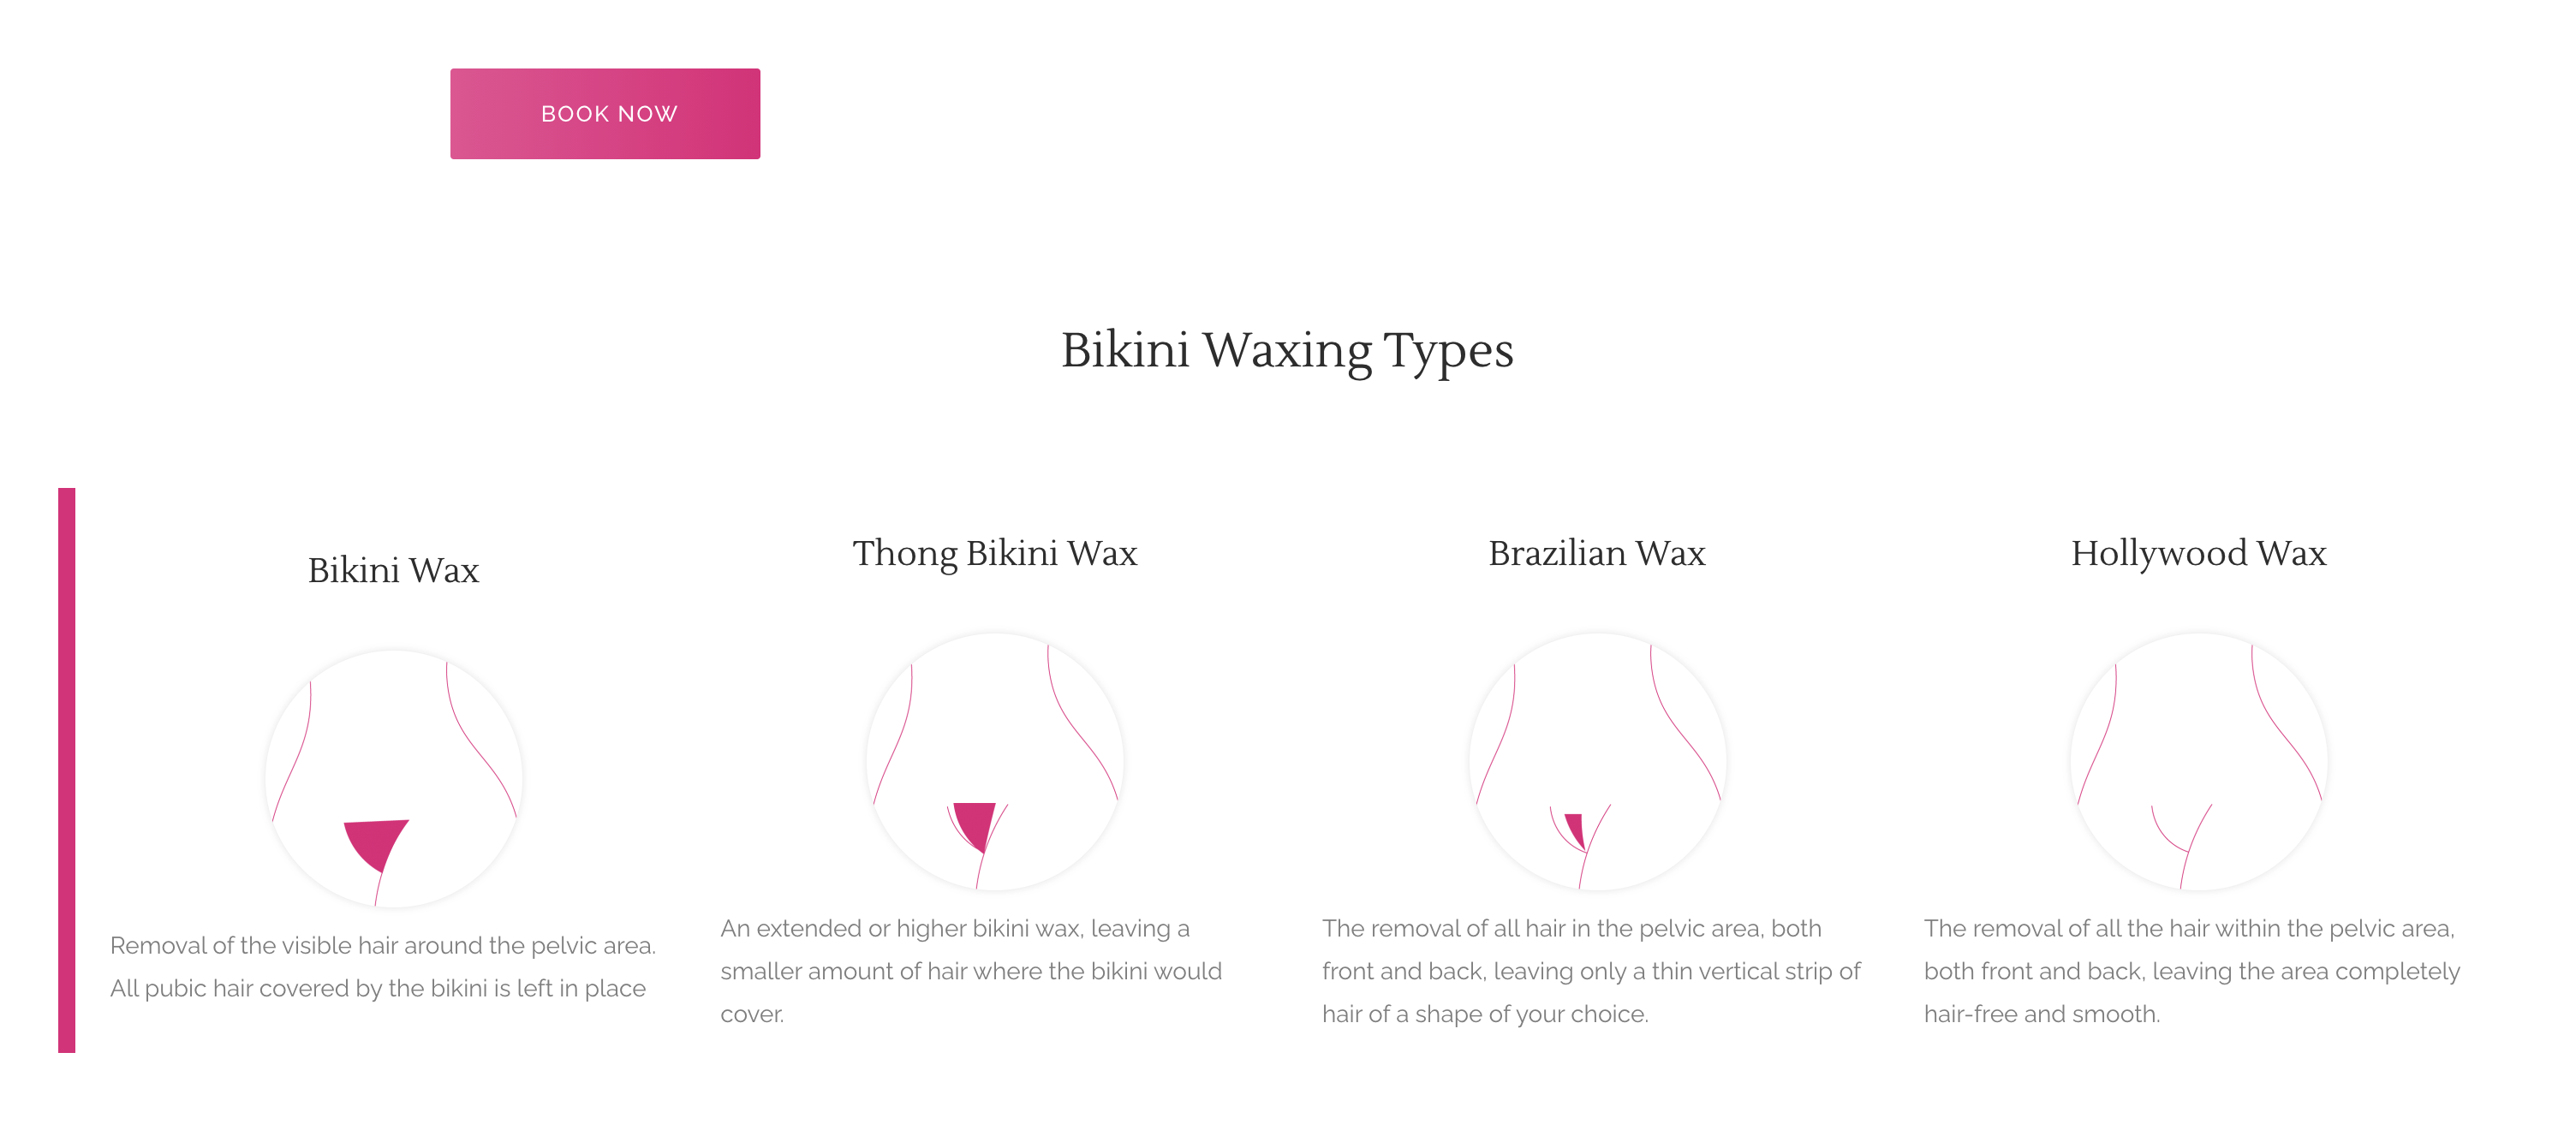 BOOK NOW
Bikini Waxing Types
Bikini Wax
Removal of the visible hair around the pelvic area.
All pubic hair covered by the bikini is left in place
Thong Bikini Wax
An extended or higher bikini wax, leaving a
smaller amount of hair where the bikini would
cover.
Brazilian Wax
The removal of all hair in the pelvic area, both
front and back, leaving only a thin vertical strip of
hair of a shape of your choice.
Hollywood Wax
The removal of all the hair within the pelvic area,
both front and back, leaving the area completely
hair-free and smooth.